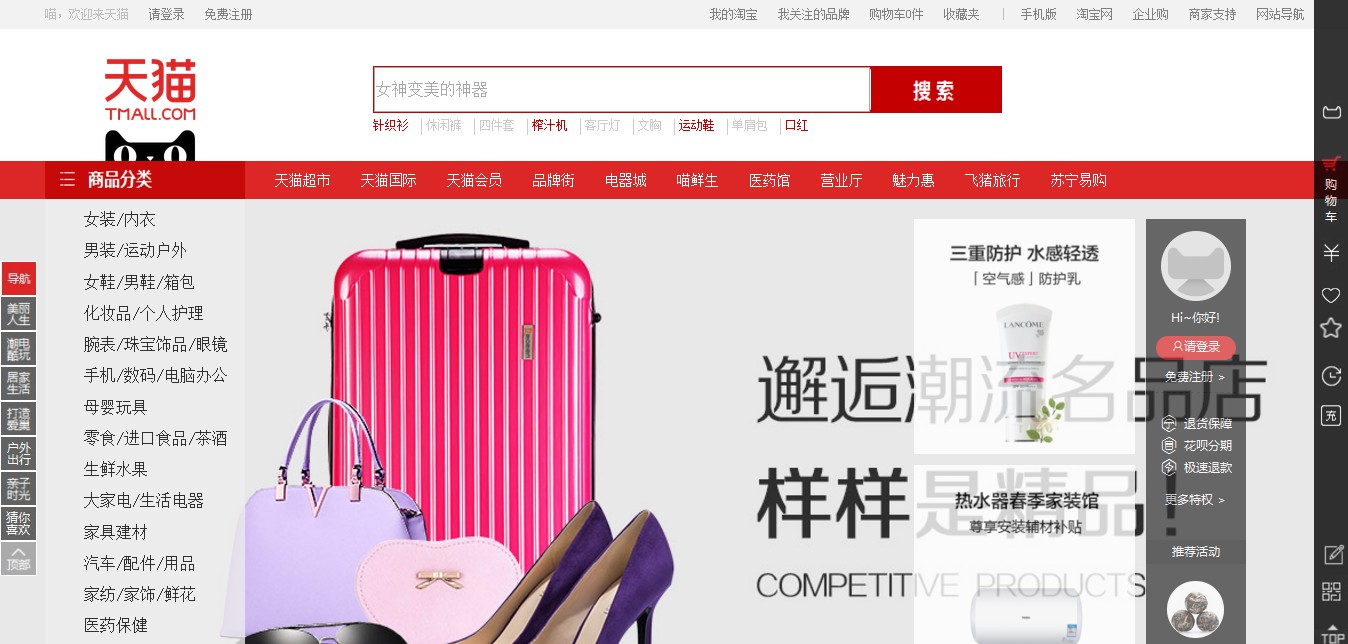 喵，欢迎来天猫 请登录 免费注册 我的淘宝 我关注的品牌 购物车0件 收藏夹 手机版 淘宝网 企业购 商家支持 网站导航
天猫
TMALL.COM
女神变美的神器 搜索
针织衫 休闲裤 四件套 榨汁机 客厅灯 文胸 运动鞋 单肩包 口红
商品分类 天猫超市 天猫国际 天猫会员 品牌街 电器城 喵鲜生 医药馆 营业厅 魅力惠 飞猪旅行 苏宁易购
女装/内衣
男装/运动户外
女鞋/男鞋/箱包
化妆品/个人护理
腕表/珠宝饰品/眼镜
手机/数码/电脑办公
母婴玩具
零食/进口食品/茶酒
生鲜水果
大家电/生活电器
家具建材
汽车/配件/用品
家纺/家饰/鲜花
医药保健
导航
美丽
人生
潮电
酷玩
居家
生活
打造
爱巢
户外
出行
亲子
时光
猜你
喜欢
顶部
邂逅潮流名品店
样样是精品！
COMPETITIVE PRODUCTS
三重防护 水感轻透
「空气感」防护乳
LANCÔME
UV EXPERT
热水器春季家装馆
尊享安装辅材补贴
Hi~你好!
请登录
免费注册 >
退货保障
花呗分期
极速退款
更多特权 >
推荐活动
购
物
车
充
TOP